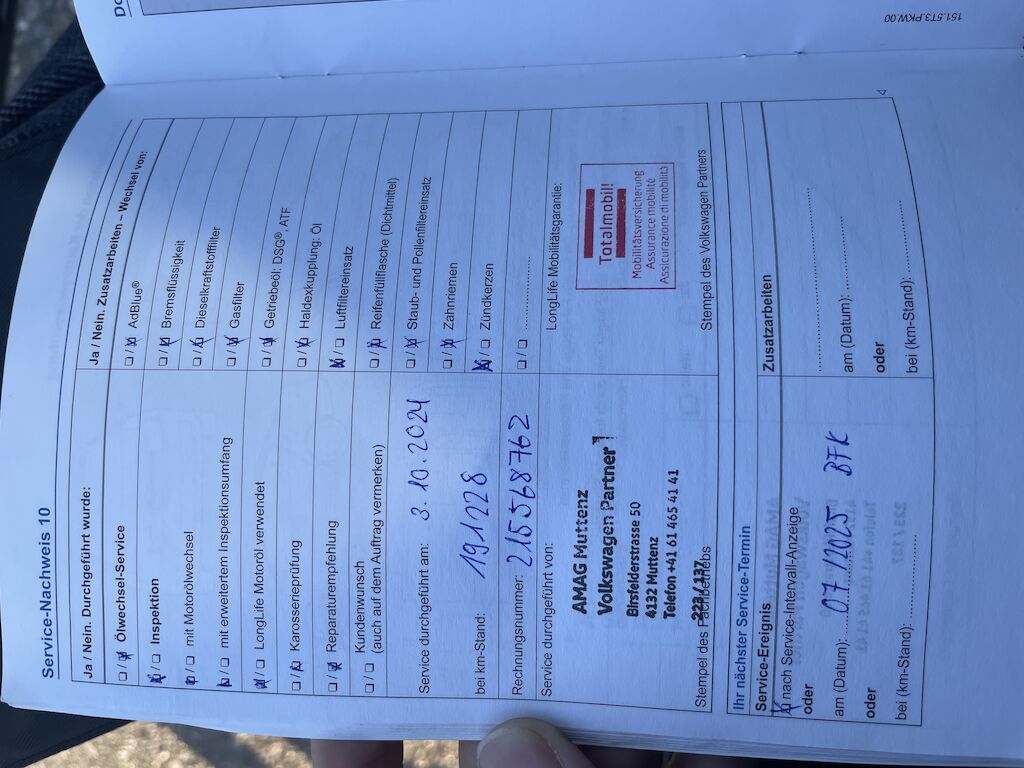 Service-Nachweis 10
Ja / Nein. Durchgeführt wurde:
Ölwechsel-Service
Inspektion
mit Motorölwechsel
mit erweitertem Inspektionsumfang
LongLife Motoröl verwendet
Karosserieprüfung
Reparaturempfehlung
Kundenwunsch
(auch auf dem Auftrag vermerken)
Service durchgeführt am: 3.10.2024
bei km-Stand: 191228
Rechnungsnummer: 215568762
Service durchgeführt von:
AMAG Muttenz
Volkswagen Partner
Birsfelderstrasse 50
4132 Muttenz
Telefon +41 61 465 41 41
223 / 137
Stempel des Fachbetriebs
Ja / Nein. Zusatzarbeiten – Wechsel von:
AdBlue®
Bremsflüssigkeit
Dieselkraftstofffilter
Gasfilter
Getriebeöl: DSG®, ATF
Haldexkupplung: Öl
Luftfiltereinsatz
Reifenfüllflasche (Dichtmittel)
Staub- und Pollenfiltereinsatz
Zahnriemen
Zündkerzen
LongLife Mobilitätsgarantie:
Totalmobil!
Mobilitätsversicherung
Assurance mobilité
Assicurazione di mobilità
Stempel des Volkswagen Partners
Ihr nächster Service-Termin
Service-Ereignis
nach Service-Intervall-Anzeige
oder
am (Datum): 07/2025 BFK
oder
bei (km-Stand):
Zusatzarbeiten
am (Datum):
oder
bei (km-Stand):
151.5T3.PKW.00